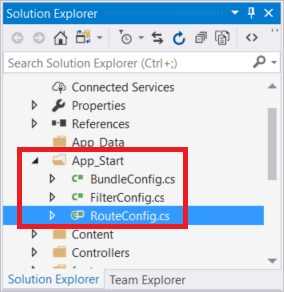 Solution Explorer
Search Solution Explorer (Ctrl+;)
Connected Services
Properties
References
App_Data
App_Start
C# BundleConfig.cs
C# FilterConfig.cs
RouteConfig.cs
Content
Controllers
Solution Explorer Team Explorer